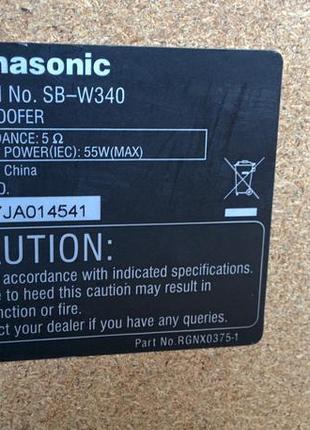 nasonic
l No. SB-W340
OOFER
DANCE: 5 Ω
POWER(IEC): 55W(MAX)
China
O.
JA014541
AUTION:
accordance with indicated specifications.
e to heed this caution may result in
nction or fire.
ct your dealer if you have any queries.
Part No.RGNX0375-1